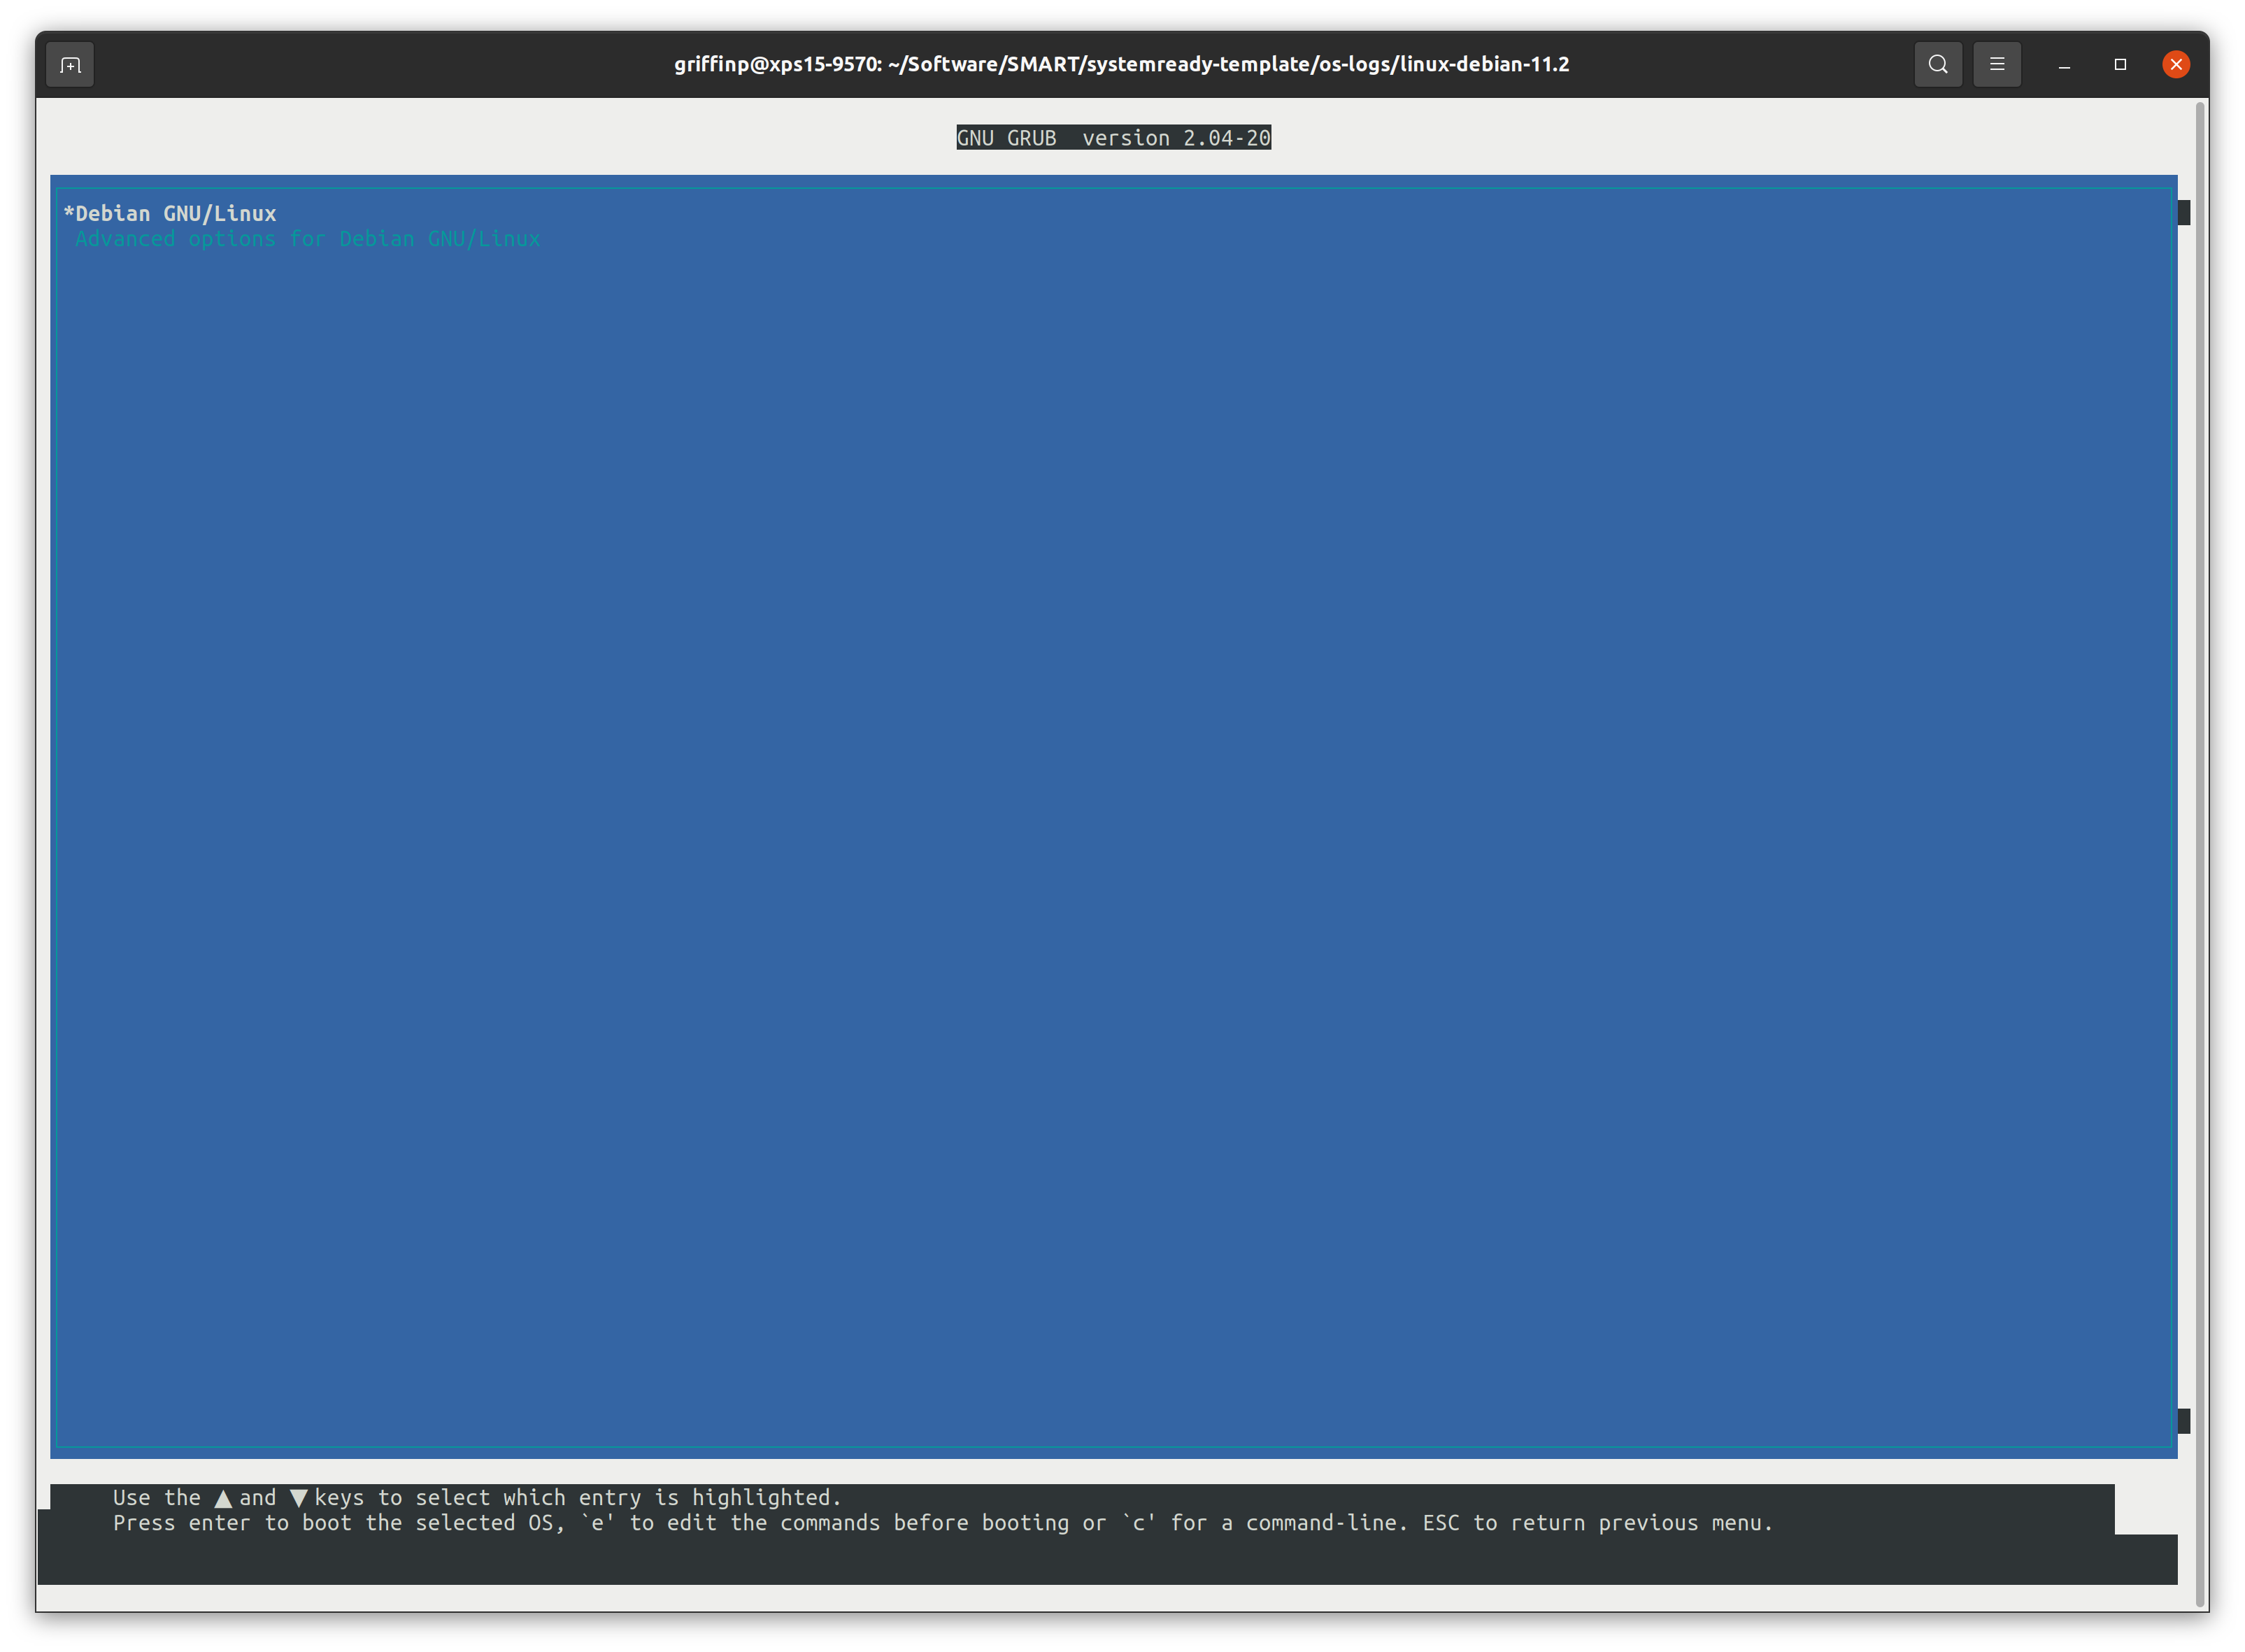 griffinp@xps15-9570: ~/Software/SMART/systemready-template/os-logs/linux-debian-11.2
GNU GRUB  version 2.04-20
*Debian GNU/Linux
Advanced options for Debian GNU/Linux
Use the ▲ and ▼ keys to select which entry is highlighted.
Press enter to boot the selected OS, `e' to edit the commands before booting or `c' for a command-line. ESC to return previous menu.